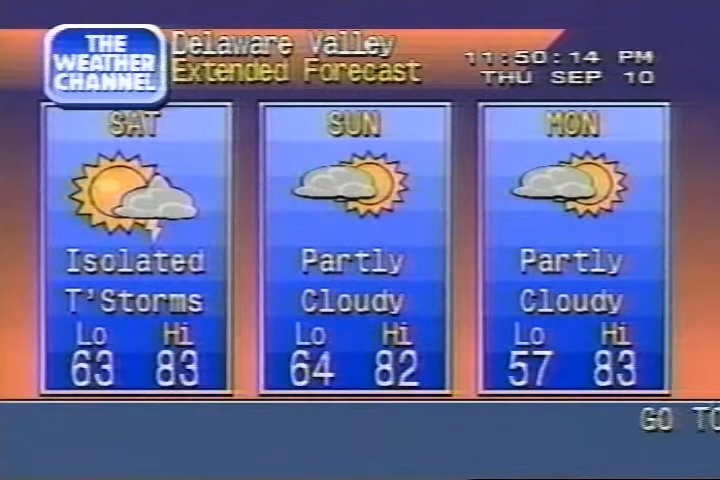 THE
WEATHER
CHANNEL
Delaware Valley
Extended Forecast
11:50:14 PM
THU SEP 10
SAT
Isolated
T'Storms
Lo Hi
63 83
SUN
Partly
Cloudy
Lo Hi
64 82
MON
Partly
Cloudy
Lo Hi
57 83
GO TO